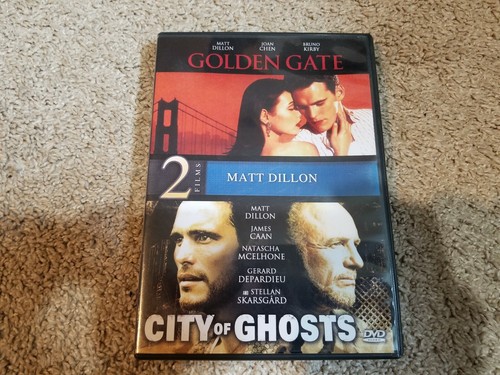 MATT DILLON JOAN CHEN BRUNO KIRBY
GOLDEN GATE
2 FILMS
MATT DILLON
MATT
DILLON
JAMES
CAAN
NATASCHA
MCELHONE
GERARD
DEPARDIEU
AND STELLAN
SKARSGÅRD
CITY OF GHOSTS
DVD